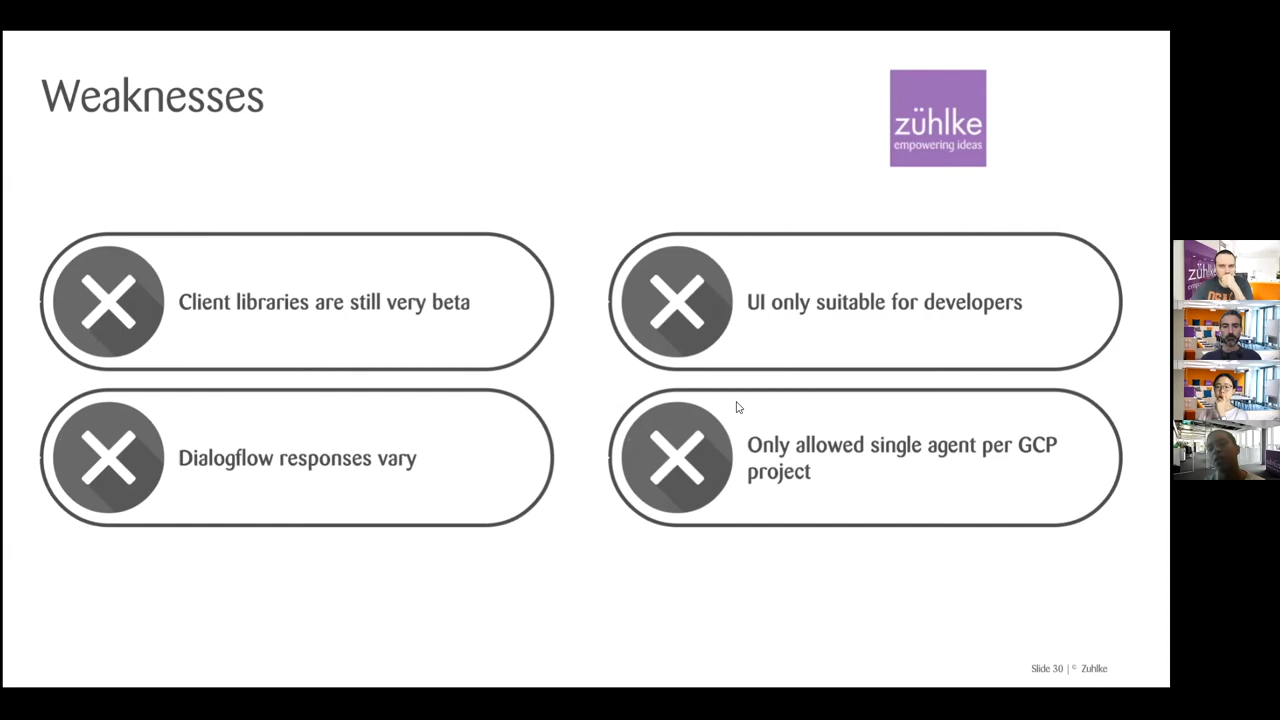 Weaknesses
zühlke
empowering ideas
Client libraries are still very beta
UI only suitable for developers
Dialogflow responses vary
Only allowed single agent per GCP
project
Slide 30 | © Zuhlke
zühlke